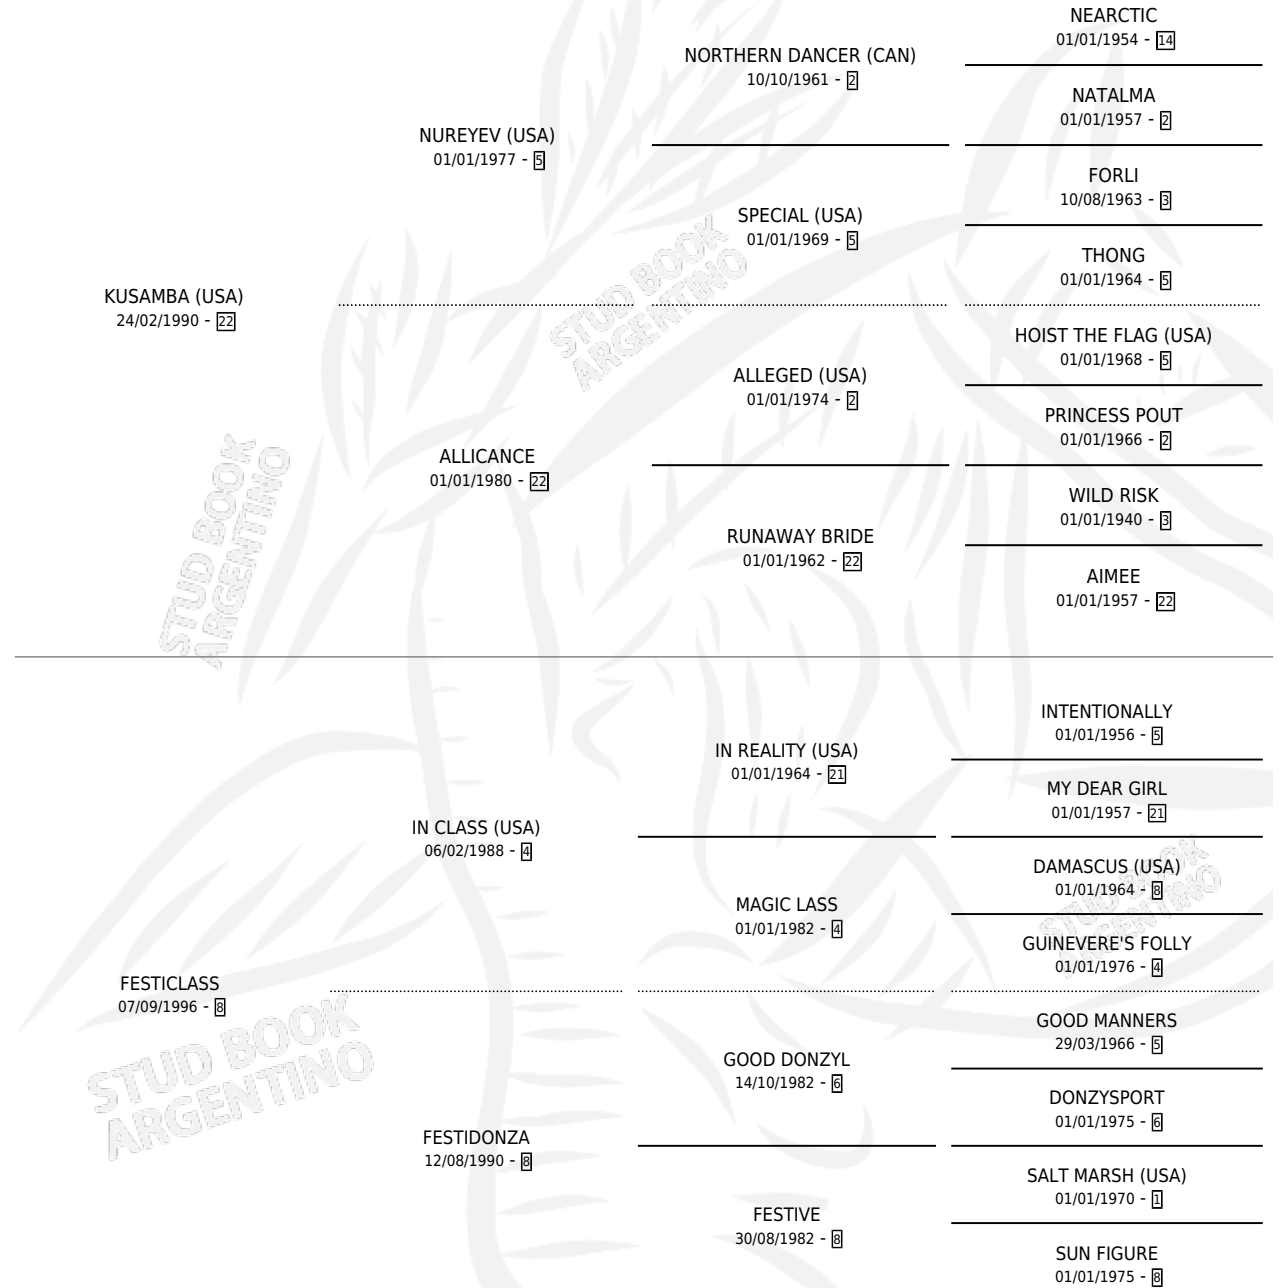 NEARCTIC
01/01/1954 - 14
NORTHERN DANCER (CAN)
10/10/1961 - 2
NATALMA
01/01/1957 - 2
NUREYEV (USA)
01/01/1977 - 5
FORLI
10/08/1963 - 3
SPECIAL (USA)
01/01/1969 - 5
THONG
01/01/1964 - 5
KUSAMBA (USA)
24/02/1990 - 22
STUD BOOK
ARGENTINO
HOIST THE FLAG (USA)
01/01/1968 - 5
ALLEGED (USA)
01/01/1974 - 2
PRINCESS POUT
01/01/1966 - 2
ALLICANCE
01/01/1980 - 22
WILD RISK
01/01/1940 - 3
RUNAWAY BRIDE
01/01/1962 - 22
AIMEE
01/01/1957 - 22
STUD BOOK
ARGENTINO
INTENTIONALLY
01/01/1956 - 5
IN REALITY (USA)
01/01/1964 - 21
MY DEAR GIRL
01/01/1957 - 21
IN CLASS (USA)
06/02/1988 - 4
DAMASCUS (USA)
01/01/1964 - 8
MAGIC LASS
01/01/1982 - 4
STUD BOOK
ARGENTINO
GUINEVERE'S FOLLY
01/01/1976 - 4
FESTICLASS
07/09/1996 - 8
GOOD MANNERS
29/03/1966 - 5
GOOD DONZYL
14/10/1982 - 6
STUD BOOK
ARGENTINO
DONZYSPORT
01/01/1975 - 6
FESTIDONZA
12/08/1990 - 8
SALT MARSH (USA)
01/01/1970 - 1
FESTIVE
30/08/1982 - 8
SUN FIGURE
01/01/1975 - 8